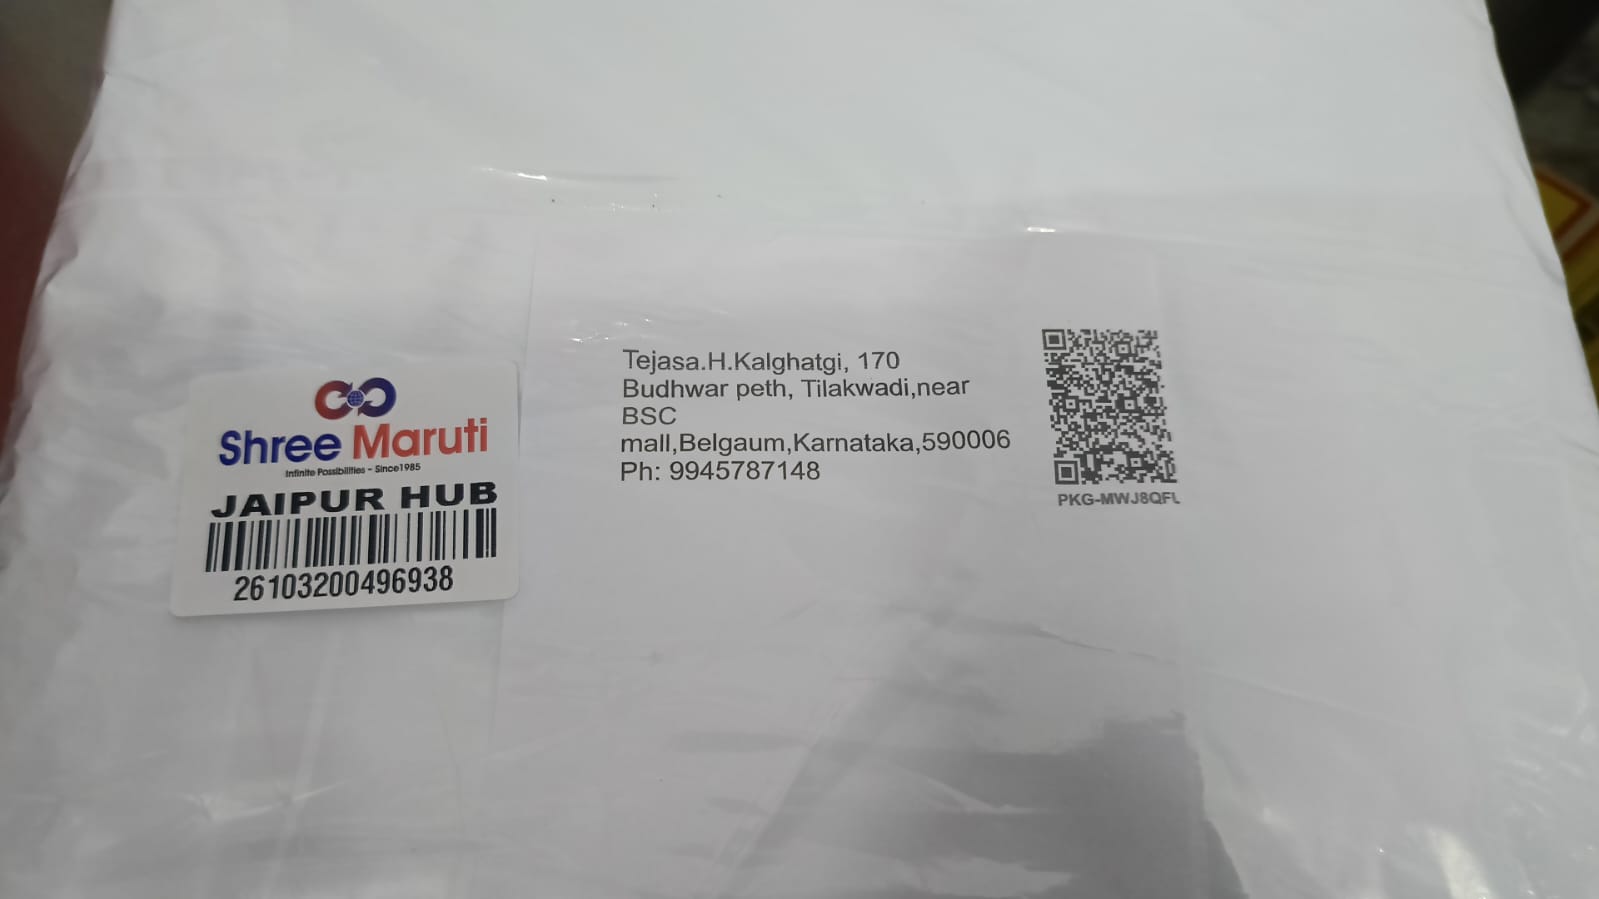 Shree Maruti
Infinite Possibilities - Since1985
JAIPUR HUB
26103200496938
Tejasa.H.Kalghatgi, 170
Budhwar peth, Tilakwadi,near
BSC
mall,Belgaum,Karnataka,590006
Ph: 9945787148
PKG-MWJ8QFL